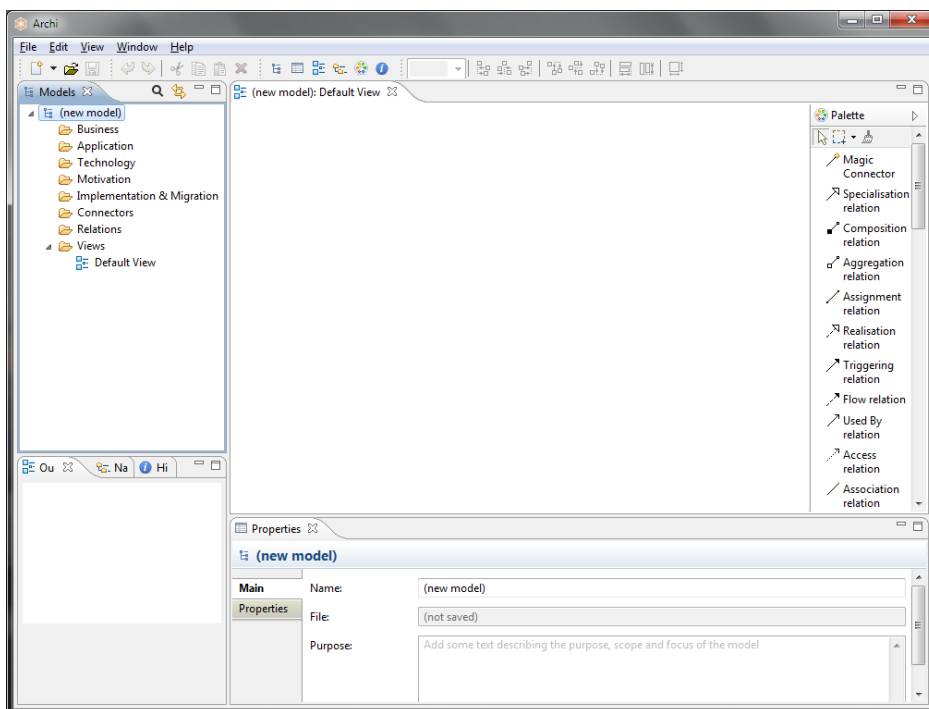 Archi
File Edit View Window Help
Models
(new model): Default View
(new model)
Business
Application
Technology
Motivation
Implementation & Migration
Connectors
Relations
Views
Default View
Palette
Magic
Connector
Specialisation
relation
Composition
relation
Aggregation
relation
Assignment
relation
Realisation
relation
Triggering
relation
Flow relation
Used By
relation
Access
relation
Association
relation
Ou Na Hi
Properties
(new model)
Main
Properties
Name: (new model)
File: (not saved)
Purpose: Add some text describing the purpose, scope and focus of the model